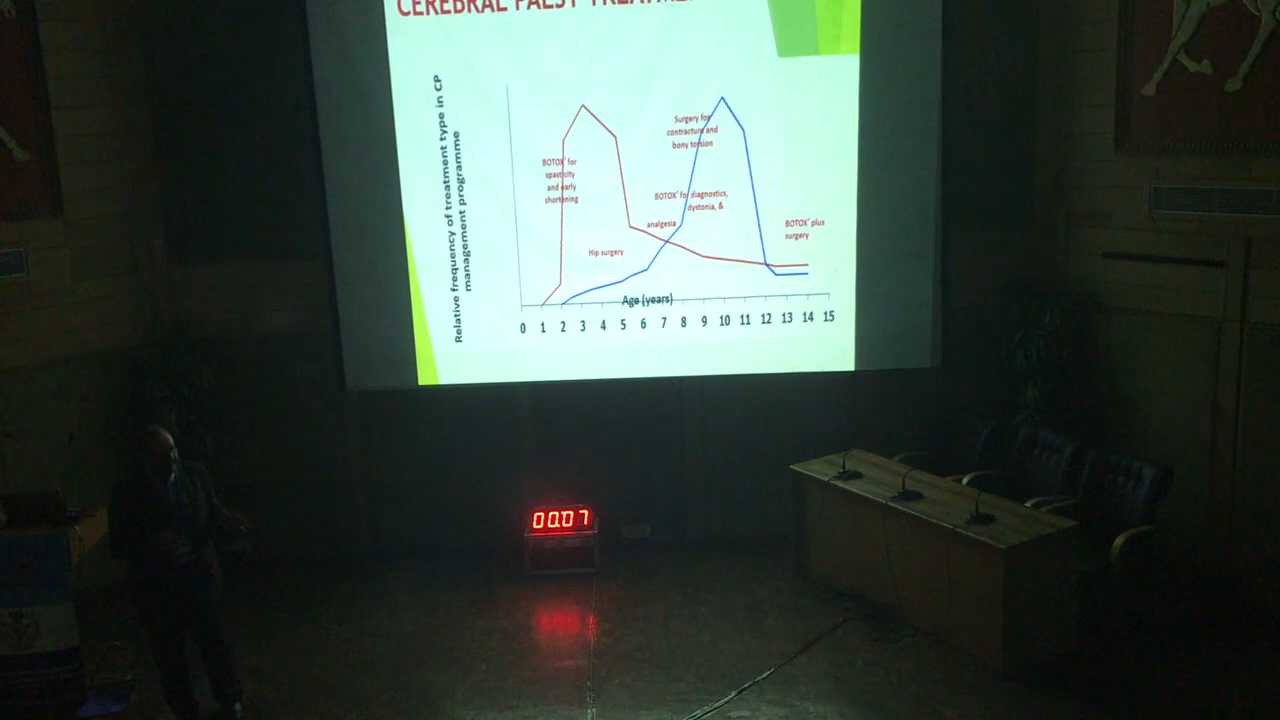 CEREBRAL PALSY
Relative frequency of treatment type in CP
management programme
BOTOX® for
spasticity
and early
shortening
Surgery for
contracture and
bony torsion
BOTOX® for diagnostics,
dystonia, &
analgesia
Hip surgery
BOTOX® plus
surgery
Age (years)
0 1 2 3 4 5 6 7 8 9 10 11 12 13 14 15
00.07